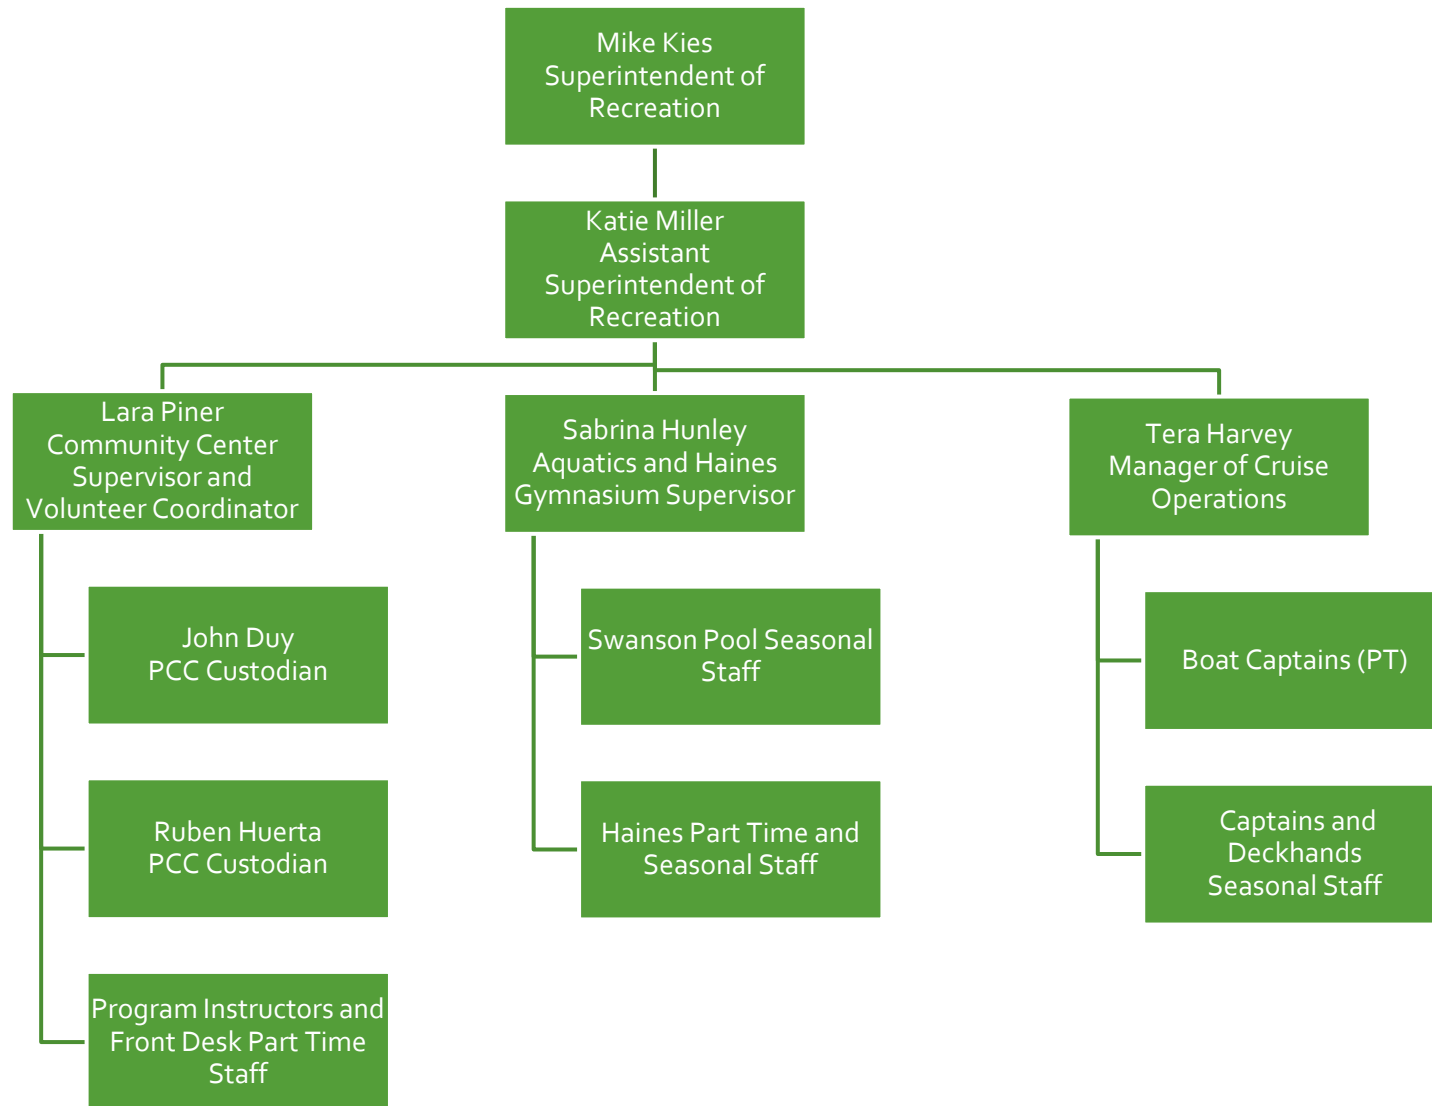 Mike Kies
Superintendent of
Recreation
Katie Miller
Assistant
Superintendent of
Recreation
Lara Piner
Community Center
Supervisor and
Volunteer Coordinator
Sabrina Hunley
Aquatics and Haines
Gymnasium Supervisor
Tera Harvey
Manager of Cruise
Operations
John Duy
PCC Custodian
Swanson Pool Seasonal
Staff
Boat Captains (PT)
Ruben Huerta
PCC Custodian
Haines Part Time and
Seasonal Staff
Captains and
Deckhands
Seasonal Staff
Program Instructors and
Front Desk Part Time
Staff